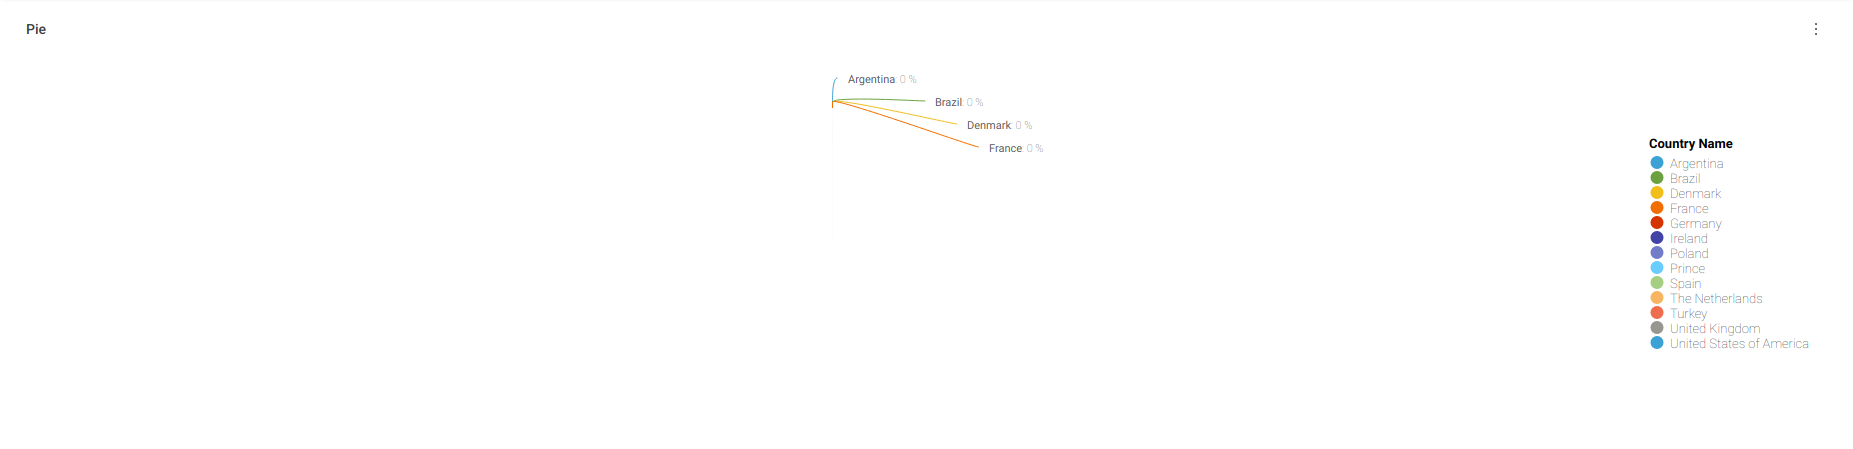 Pie
Argentina: 0 %
Brazil: 0 %
Denmark: 0 %
France: 0 %
Country Name
Argentina
Brazil
Denmark
France
Germany
Ireland
Poland
Prince
Spain
The Netherlands
Turkey
United Kingdom
United States of America